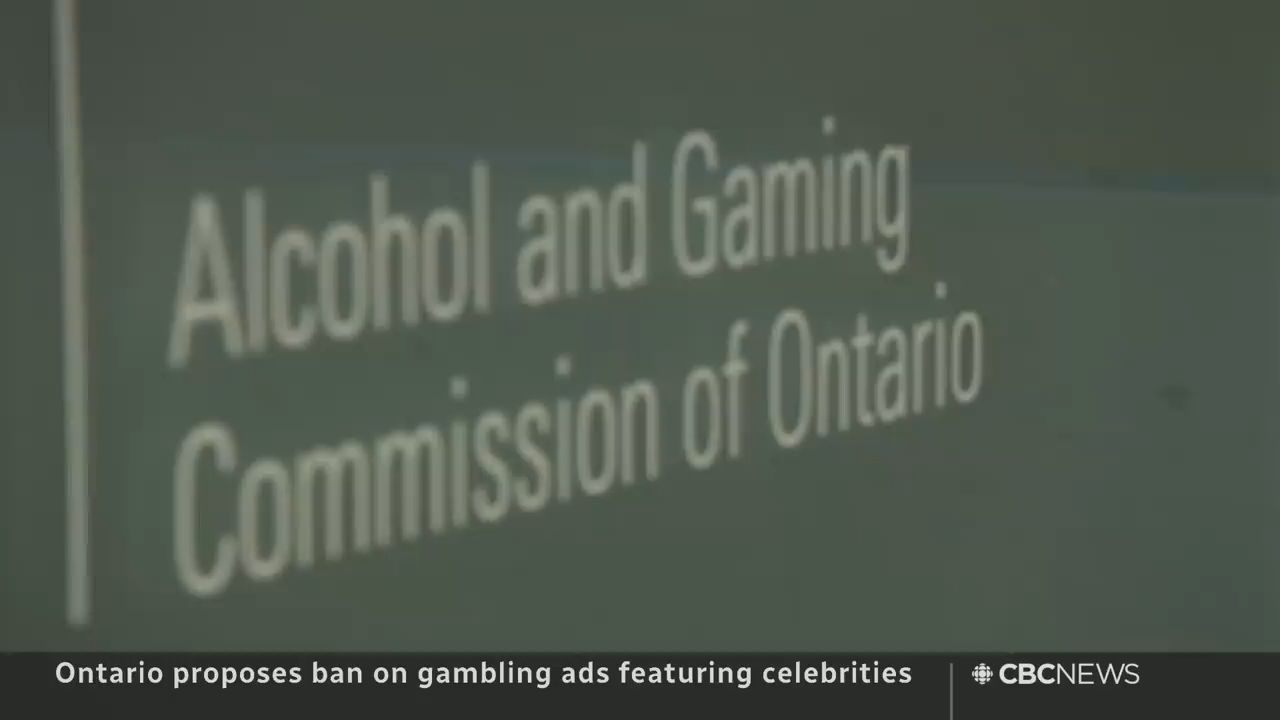 Alcohol and Gaming
Commission of Ontario
Ontario proposes ban on gambling ads featuring celebrities
CBCNEWS